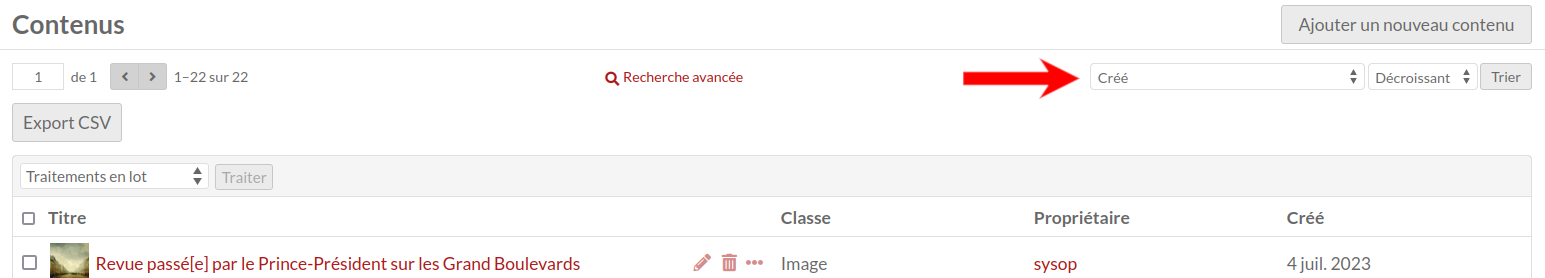 Contenus
Ajouter un nouveau contenu
1 de 1 1–22 sur 22 Recherche avancée Créé Décroissant Trier
Export CSV
Traitements en lot Traiter
Titre Classe Propriétaire Créé
Revue passé[e] par le Prince-Président sur les Grand Boulevards Image sysop 4 juil. 2023